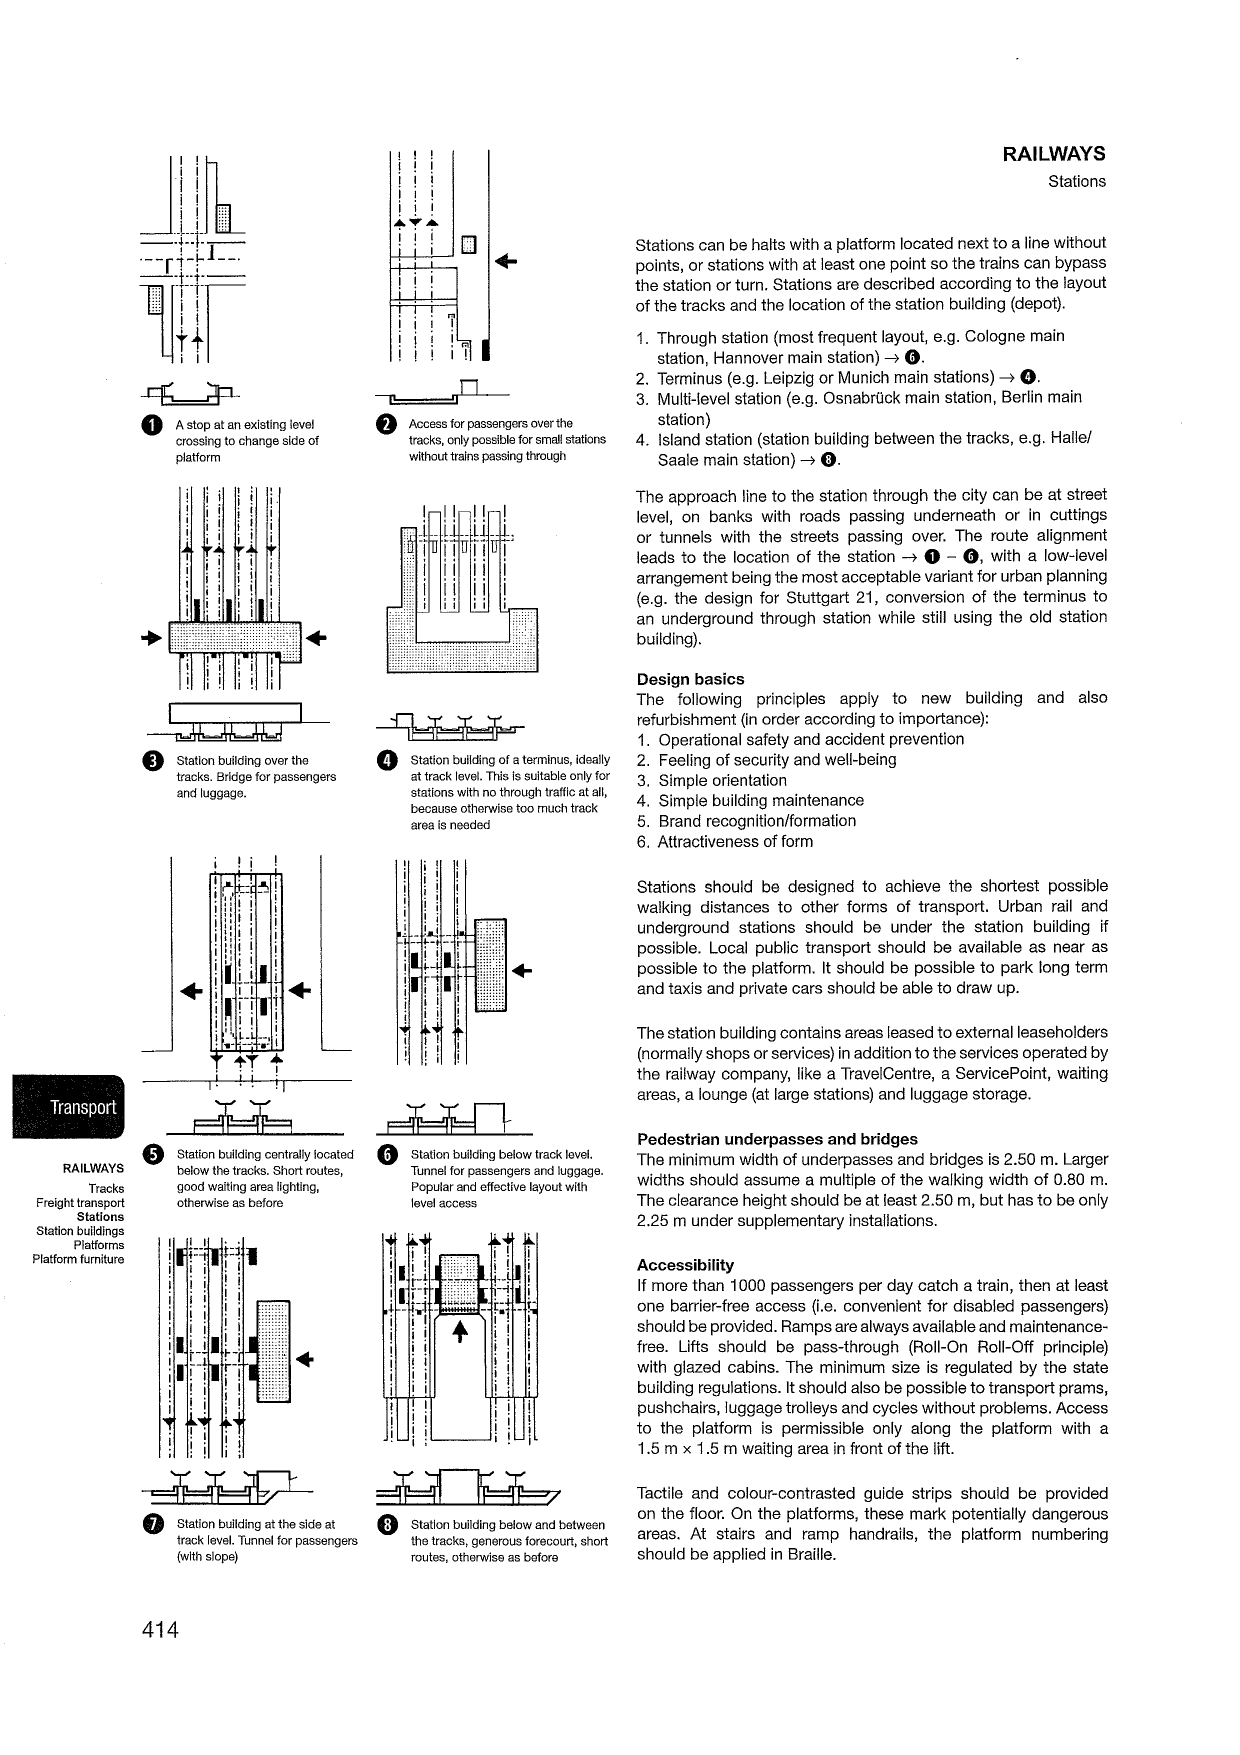 RAILWAYS
Stations
Stations can be halts with a platform located next to a line without
points, or stations with at least one point so the trains can bypass
the station or turn. Stations are described according to the layout
of the tracks and the location of the station building (depot).
1. Through station (most frequent layout, e.g. Cologne main
station, Hannover main station) → ❻.
2. Terminus (e.g. Leipzig or Munich main stations) → ❹.
3. Multi-level station (e.g. Osnabrück main station, Berlin main
station)
4. Island station (station building between the tracks, e.g. Halle/
Saale main station) → ❽.
The approach line to the station through the city can be at street
level, on banks with roads passing underneath or in cuttings
or tunnels with the streets passing over. The route alignment
leads to the location of the station → ❶ – ❻, with a low-level
arrangement being the most acceptable variant for urban planning
(e.g. the design for Stuttgart 21, conversion of the terminus to
an underground through station while still using the old station
building).
Design basics
The following principles apply to new building and also
refurbishment (in order according to importance):
1. Operational safety and accident prevention
2. Feeling of security and well-being
3. Simple orientation
4. Simple building maintenance
5. Brand recognition/formation
6. Attractiveness of form
Stations should be designed to achieve the shortest possible
walking distances to other forms of transport. Urban rail and
underground stations should be under the station building if
possible. Local public transport should be available as near as
possible to the platform. It should be possible to park long term
and taxis and private cars should be able to draw up.
The station building contains areas leased to external leaseholders
(normally shops or services) in addition to the services operated by
the railway company, like a TravelCentre, a ServicePoint, waiting
areas, a lounge (at large stations) and luggage storage.
Pedestrian underpasses and bridges
The minimum width of underpasses and bridges is 2.50 m. Larger
widths should assume a multiple of the walking width of 0.80 m.
The clearance height should be at least 2.50 m, but has to be only
2.25 m under supplementary installations.
Accessibility
If more than 1000 passengers per day catch a train, then at least
one barrier-free access (i.e. convenient for disabled passengers)
should be provided. Ramps are always available and maintenance-
free. Lifts should be pass-through (Roll-On Roll-Off principle)
with glazed cabins. The minimum size is regulated by the state
building regulations. It should also be possible to transport prams,
pushchairs, luggage trolleys and cycles without problems. Access
to the platform is permissible only along the platform with a
1.5 m × 1.5 m waiting area in front of the lift.
Tactile and colour-contrasted guide strips should be provided
on the floor. On the platforms, these mark potentially dangerous
areas. At stairs and ramp handrails, the platform numbering
should be applied in Braille.
❶ A stop at an existing level
crossing to change side of
platform
❷ Access for passengers over the
tracks, only possible for small stations
without trains passing through
❸ Station building over the
tracks. Bridge for passengers
and luggage.
❹ Station building of a terminus, ideally
at track level. This is suitable only for
stations with no through traffic at all,
because otherwise too much track
area is needed
❺ Station building centrally located
below the tracks. Short routes,
good waiting area lighting,
otherwise as before
❻ Station building below track level.
Tunnel for passengers and luggage.
Popular and effective layout with
level access
❼ Station building at the side at
track level. Tunnel for passengers
(with slope)
❽ Station building below and between
the tracks, generous forecourt, short
routes, otherwise as before
Transport
RAILWAYS
Tracks
Freight transport
Stations
Station buildings
Platforms
Platform furniture
414